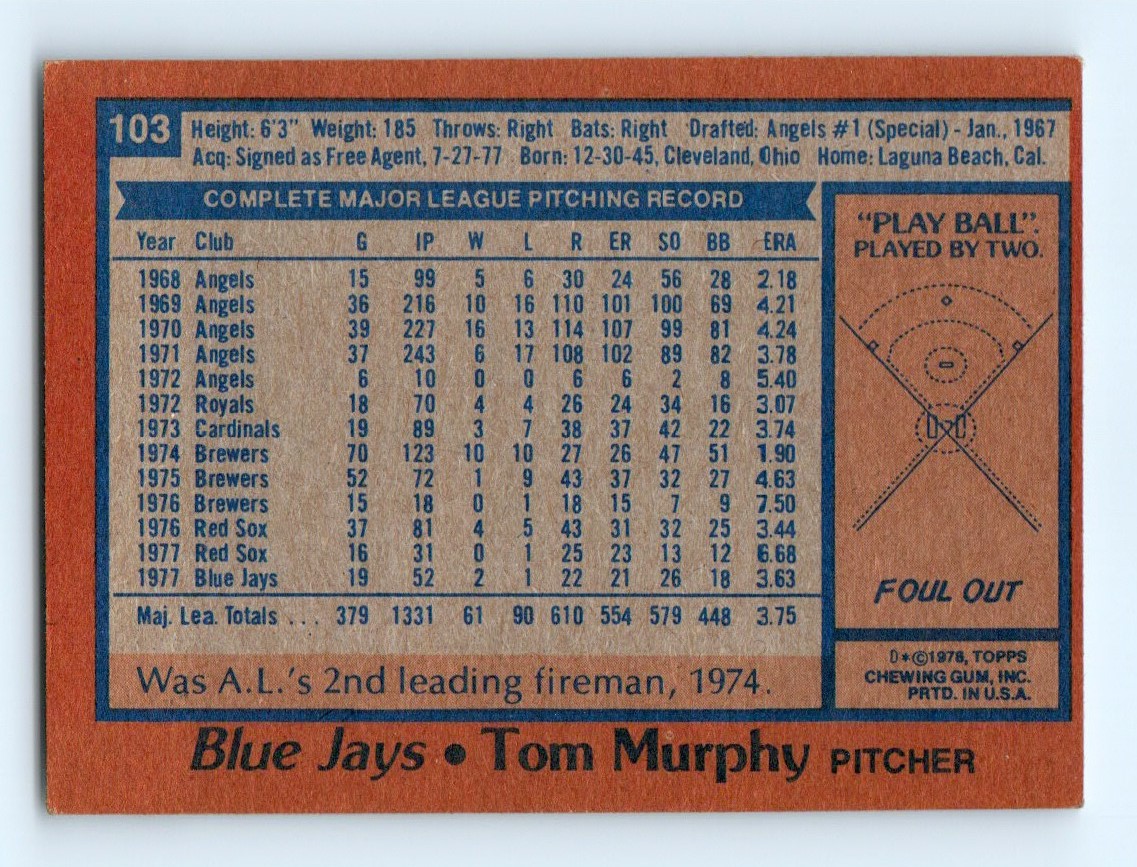 103 Height: 6'3" Weight: 185 Throws: Right Bats: Right Drafted: Angels #1 (Special) - Jan., 1967
Acq: Signed as Free Agent, 7-27-77 Born: 12-30-45, Cleveland, Ohio Home: Laguna Beach, Cal.
COMPLETE MAJOR LEAGUE PITCHING RECORD
Year Club G IP W L R ER SO BB ERA
1968 Angels 15 99 5 6 30 24 56 28 2.18
1969 Angels 36 216 10 16 110 101 100 69 4.21
1970 Angels 39 227 16 13 114 107 99 81 4.24
1971 Angels 37 243 6 17 108 102 89 82 3.78
1972 Angels 6 10 0 0 6 6 2 8 5.40
1972 Royals 18 70 4 4 26 24 34 16 3.07
1973 Cardinals 19 89 3 7 38 37 42 22 3.74
1974 Brewers 70 123 10 10 27 26 47 51 1.90
1975 Brewers 52 72 1 9 43 37 32 27 4.63
1976 Brewers 15 18 0 1 18 15 7 9 7.50
1976 Red Sox 37 81 4 5 43 31 32 25 3.44
1977 Red Sox 16 31 0 1 25 23 13 12 6.68
1977 Blue Jays 19 52 2 1 22 21 26 18 3.63
Maj. Lea. Totals ... 379 1331 61 90 610 554 579 448 3.75
Was A.L.'s 2nd leading fireman, 1974.
"PLAY BALL":
PLAYED BY TWO.
FOUL OUT
D*©1978, TOPPS
CHEWING GUM, INC.
PRTD. IN U.S.A.
Blue Jays • Tom Murphy PITCHER